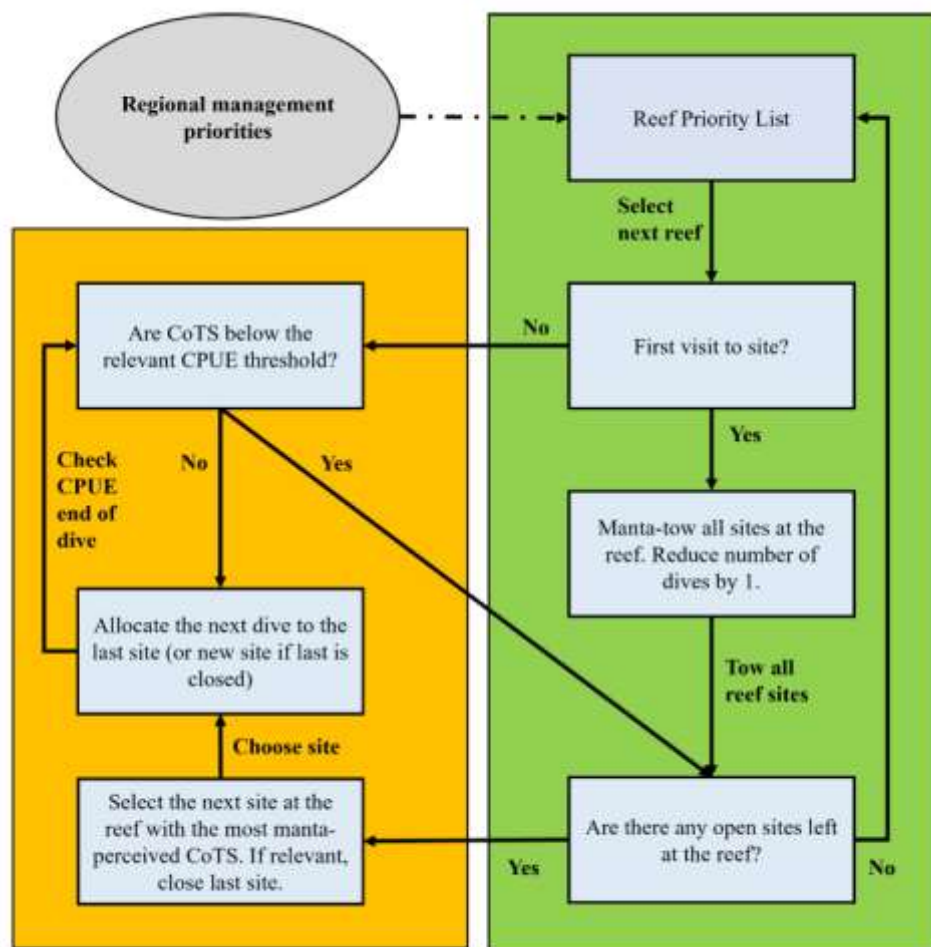 Regional management
priorities
Reef Priority List
Select
next reef
Are CoTS below the
relevant CPUE threshold?
No
First visit to site?
Check
CPUE
end of
dive
No
Yes
Yes
Manta-tow all sites at the
reef. Reduce number of
dives by 1.
Allocate the next dive to the
last site (or new site if last is
closed)
Tow all
reef sites
Choose site
Select the next site at the
reef with the most manta-
perceived CoTS. If relevant,
close last site.
Yes
Are there any open sites left
at the reef?
No